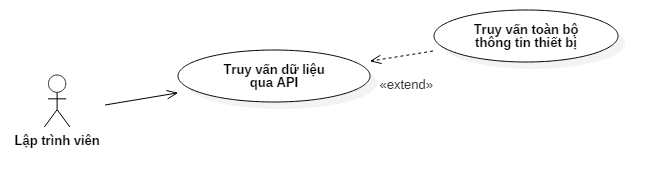 Truy vấn toàn bộ
thông tin thiết bị
Truy vấn dữ liệu
qua API
«extend»
Lập trình viên